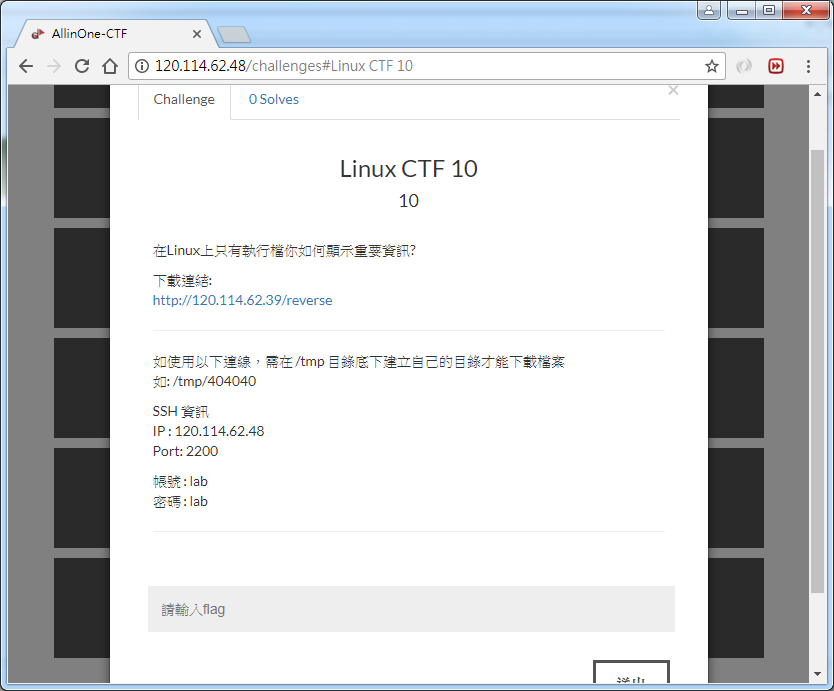 AllinOne-CTF
120.114.62.48/challenges#Linux CTF 10
Challenge
0 Solves
Linux CTF 10
10
在Linux上只有執行檔你如何顯示重要資訊?
下載連結:
http://120.114.62.39/reverse
如使用以下連線，需在 /tmp 目錄底下建立自己的目錄才能下載檔案
如: /tmp/404040
SSH 資訊
IP : 120.114.62.48
Port: 2200
帳號 : lab
密碼 : lab
請輸入flag